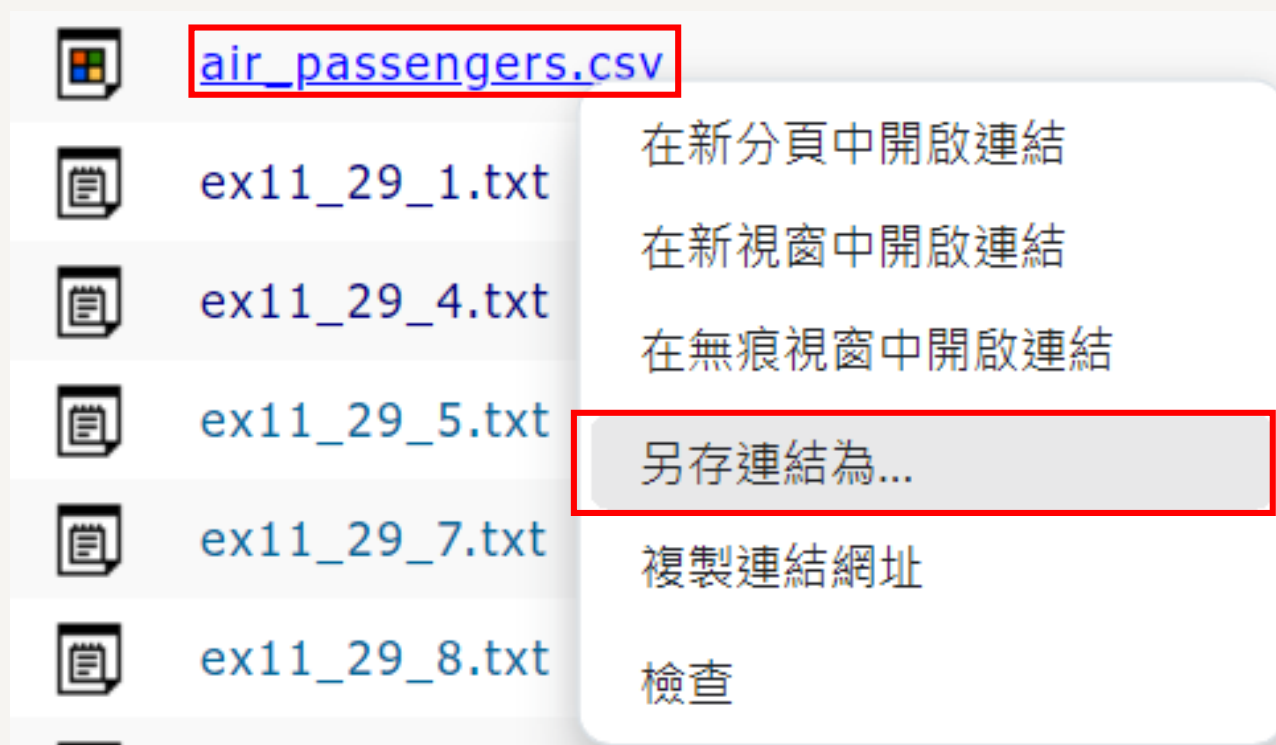 air_passengers.csv
在新分頁中開啟連結
ex11_29_1.txt
在新視窗中開啟連結
ex11_29_4.txt
在無痕視窗中開啟連結
ex11_29_5.txt
另存連結為...
ex11_29_7.txt
複製連結網址
ex11_29_8.txt
檢查